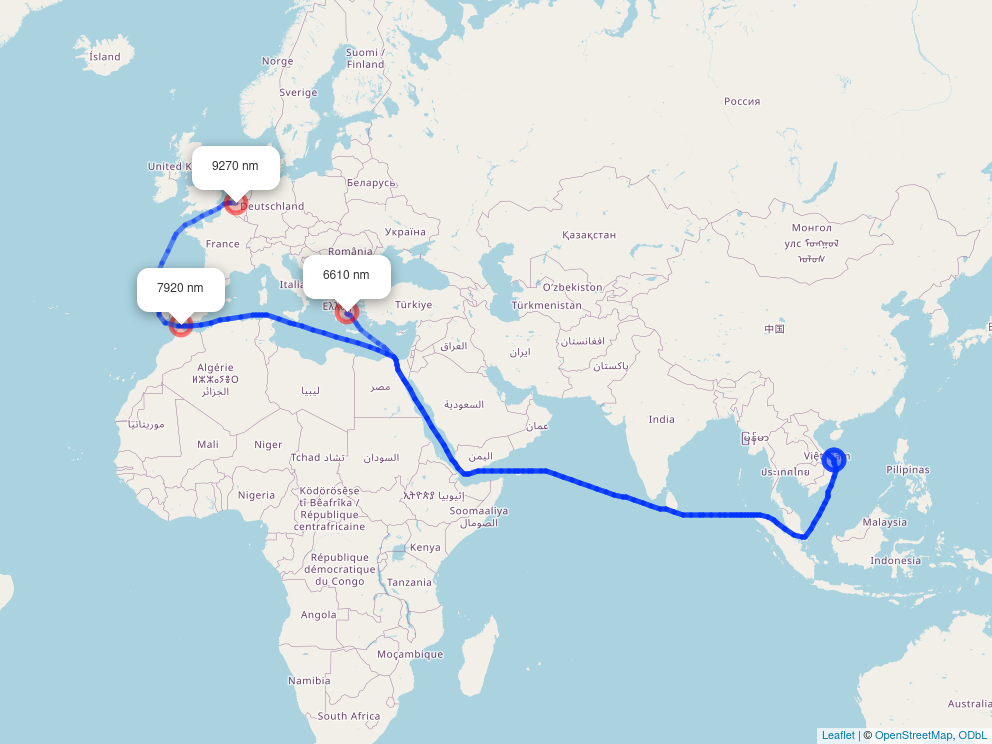 Ísland
Norge
Suomi /
Finland
Sverige
Россия
United K
9270 nm
Беларусь
Deutschland
Україна
France
România
Қазақстан
Монгол
улс
7920 nm
Italia
6610 nm
Türkiye
Oʻzbekiston
Türkmenistan
中国
العراق
ایران
افغانستان
پاکستان
Algérie
ⵍⵣⵣⴰⵢⴻⵔ
الجزائر
ليبيا
مصر
السعودية
عمان
India
မြန်မာ
موريتانيا
Mali
Niger
Tchad تشاد
السودان
اليمن
Việt Nam
ประเทศไทย
Pilipinas
Nigeria
Ködörösêse
tî Bêafrîka /
République
centrafricaine
ኢትዮጵያ إثيوبيا
Soomaaliya
الصومال
Malaysia
Indonesia
Kenya
République
démocratique
du Congo
Tanzania
Angola
Moçambique
Namibia
South Africa
Australia
Leaflet | © OpenStreetMap, ODbL